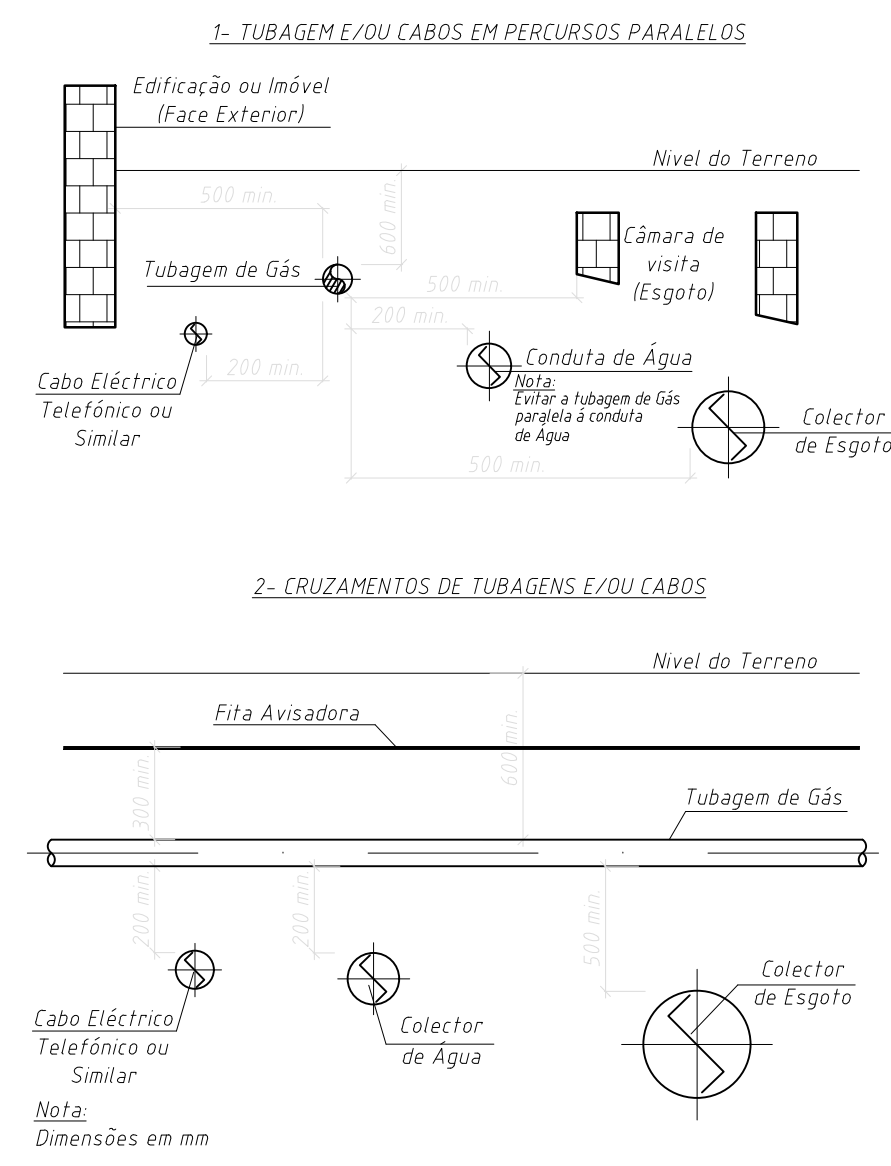 1- TUBAGEM E/OU CABOS EM PERCURSOS PARALELOS
Edificação ou Imóvel
(Face Exterior)
Nivel do Terreno
500 min.
600 min.
Câmara de
visita
(Esgoto)
Tubagem de Gás
500 min.
200 min.
Conduta de Água
200 min.
Nota:
Evitar a tubagem de Gás
paralela á conduta
de Água
Cabo Eléctrico
Telefónico ou
Similar
Colector
de Esgoto
500 min.
2- CRUZAMENTOS DE TUBAGENS E/OU CABOS
Nivel do Terreno
Fita Avisadora
600 min.
300 min.
Tubagem de Gás
200 min.
200 min.
500 min.
Colector
de Esgoto
Cabo Eléctrico
Telefónico ou
Similar
Colector
de Água
Nota:
Dimensões em mm